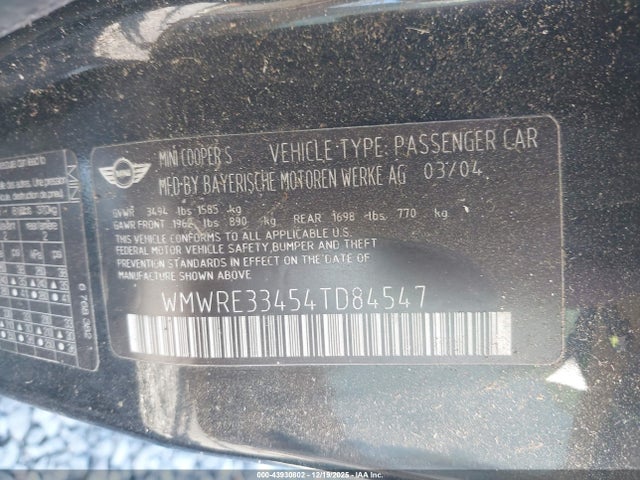 MINI COOPER S VEHICLE TYPE: PASSENGER CAR
MFD-BY BAYERISCHE MOTOREN WERKE AG 03/04
GVWR 3494 lbs 1585 kg
GAWR FRONT 1962 lbs 890 kg REAR 1698 lbs 770 kg
THIS VEHICLE CONFORMS TO ALL APPLICABLE U.S.
FEDERAL MOTOR VEHICLE SAFETY, BUMPER AND THEFT
PREVENTION STANDARDS IN EFFECT ON THE DATE OF
MANUFACTURE SHOWN ABOVE.
WMWRE33454TD84547
MINI
000-43930802 - 12/19/2025 - IAAI